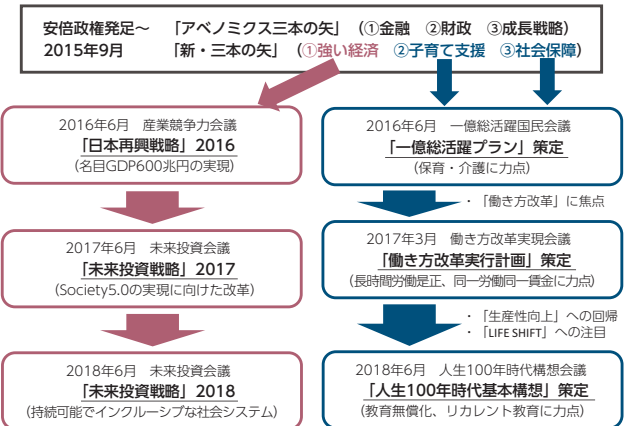 安倍政権発足～　「アベノミクス三本の矢」（①金融　②財政　③成長戦略）
2015年9月　「新・三本の矢」（①強い経済　②子育て支援　③社会保障）
2016年6月　産業競争力会議
「日本再興戦略」2016
（名目GDP600兆円の実現）
2017年6月　未来投資会議
「未来投資戦略」2017
（Society5.0の実現に向けた改革）
2018年6月　未来投資会議
「未来投資戦略」2018
（持続可能でインクルーシブな社会システム）
2016年6月　一億総活躍国民会議
「一億総活躍プラン」策定
（保育・介護に力点）
・「働き方改革」に焦点
2017年3月　働き方改革実現会議
「働き方改革実行計画」策定
（長時間労働是正、同一労働同一賃金に力点）
・「生産性向上」への回帰
・「LIFE SHIFT」への注目
2018年6月　人生100年時代構想会議
「人生100年時代基本構想」策定
（教育無償化、リカレント教育に力点）